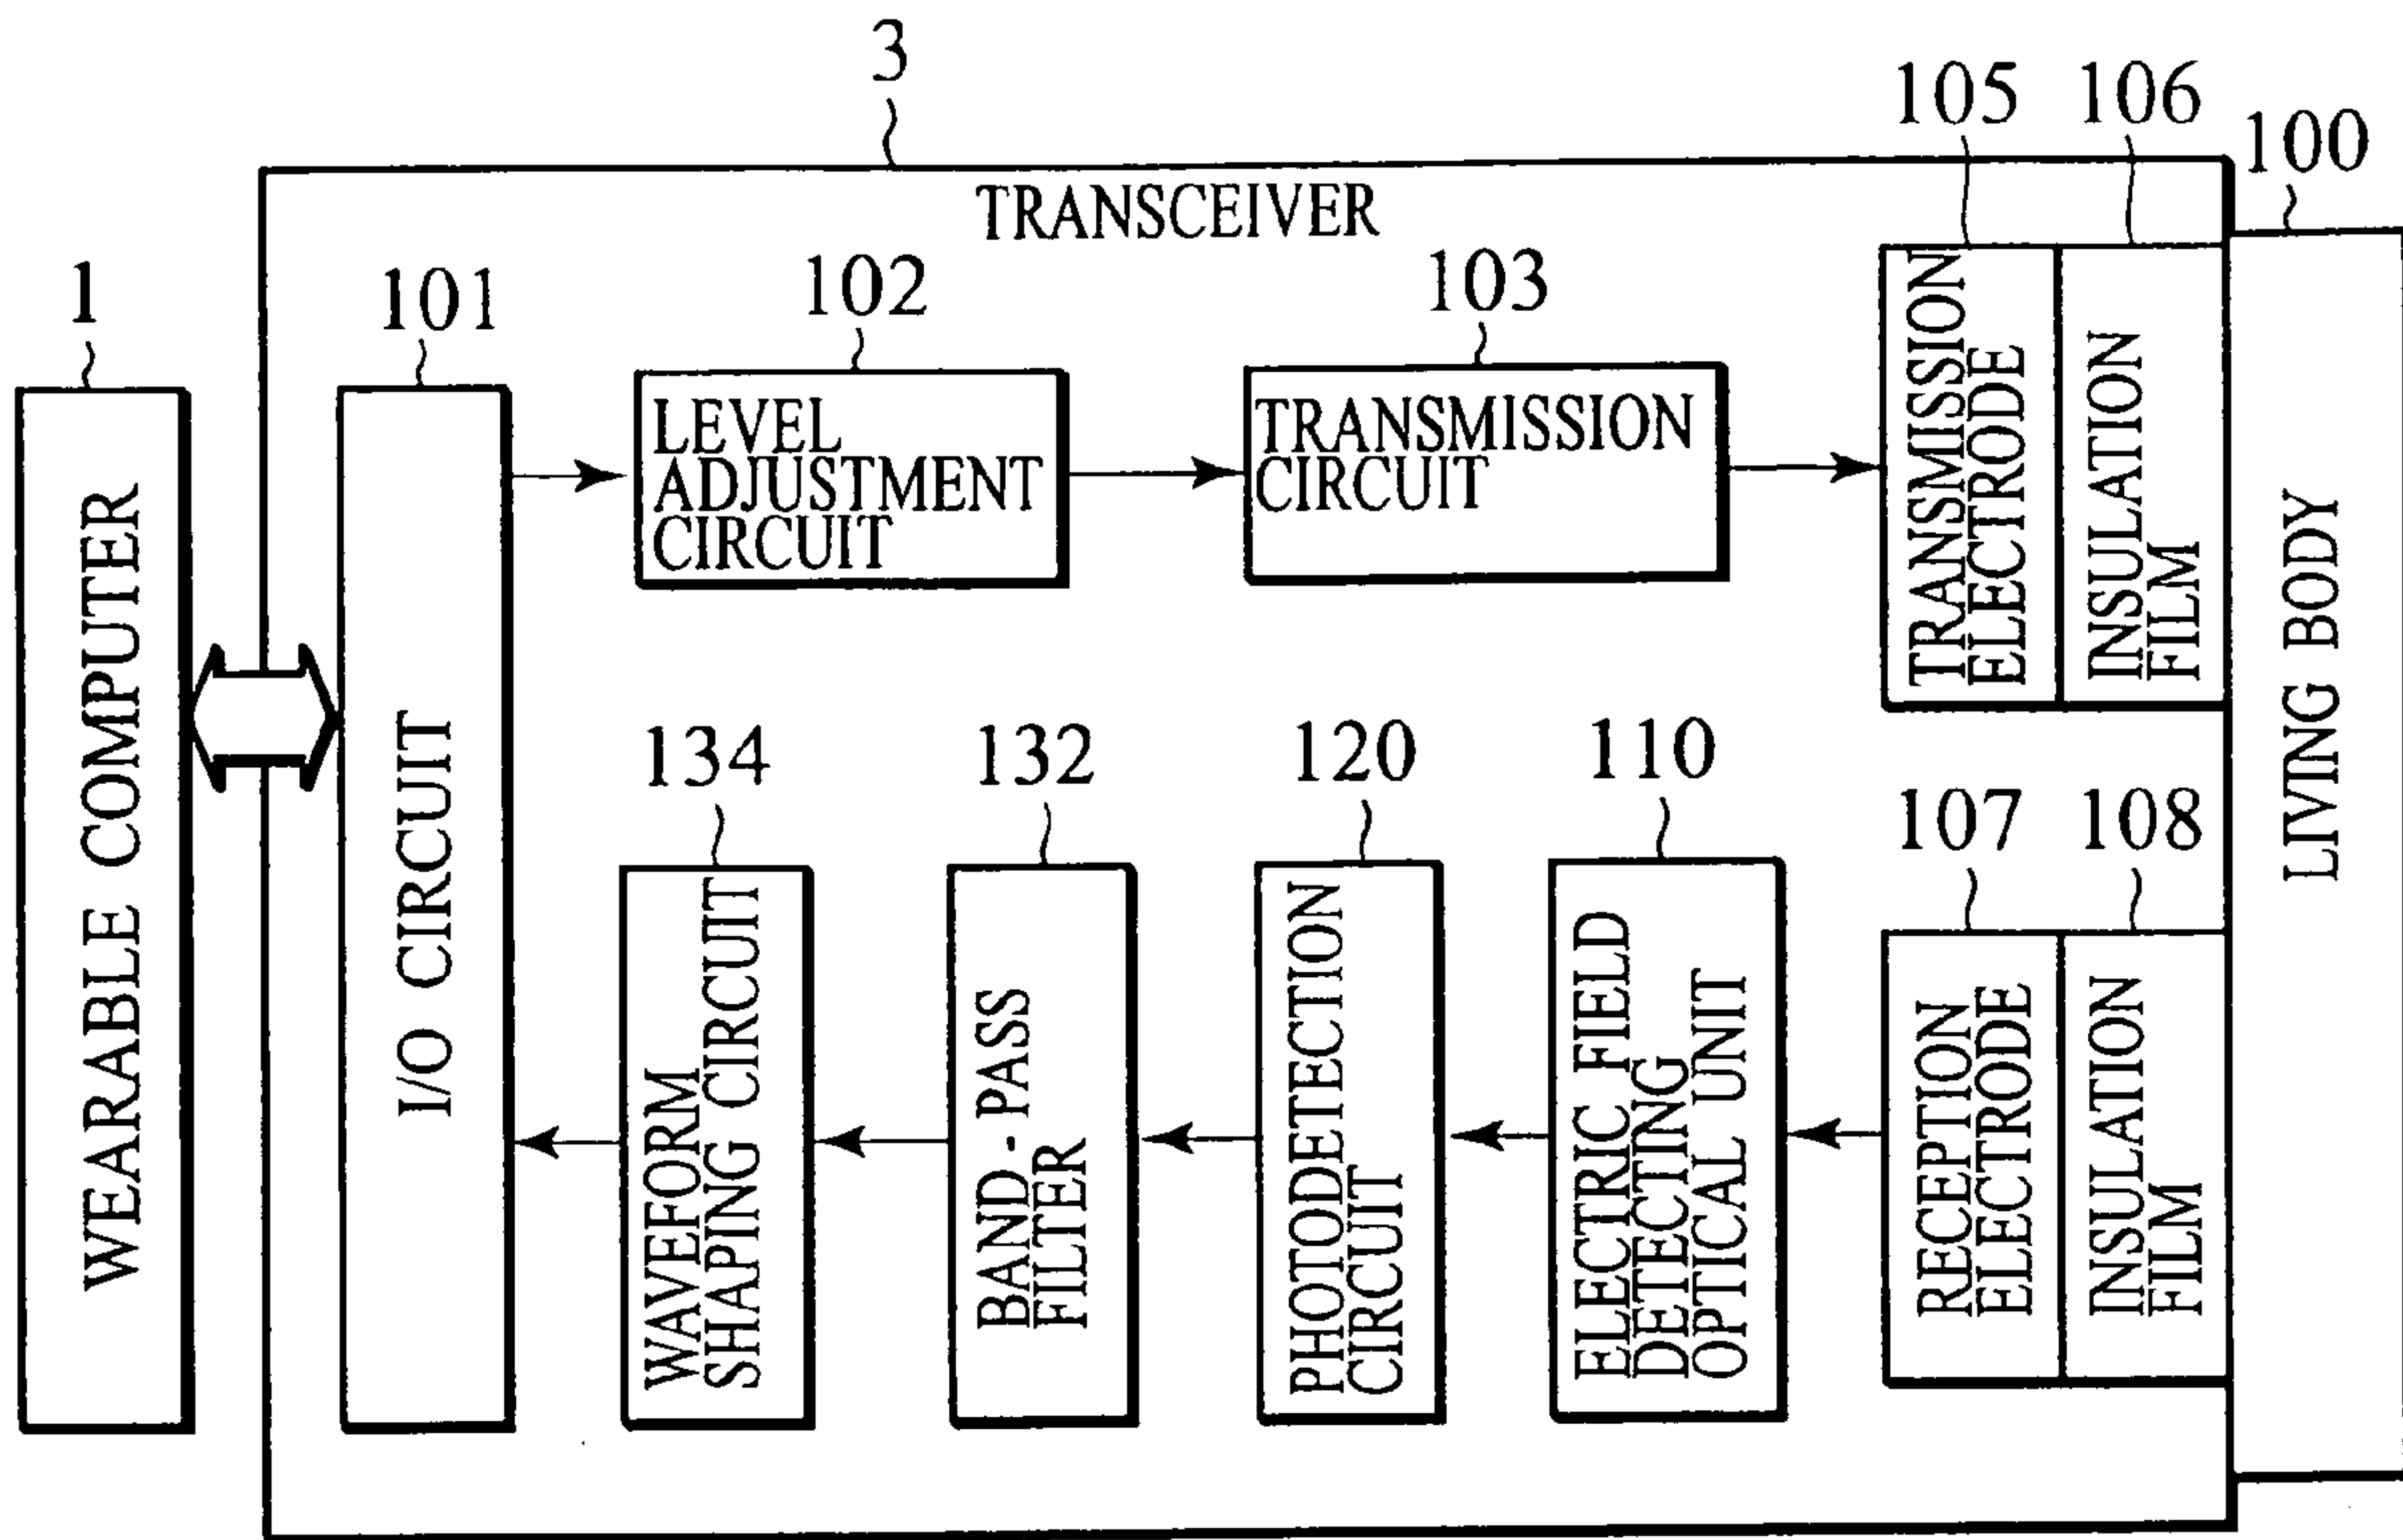 3
TRANSCEIVER
105
106
100
1
101
102
103
WEARABLE COMPUTER
I/O CIRCUIT
LEVEL
ADJUSTMENT
CIRCUIT
TRANSMISSION
CIRCUIT
TRANSMISSION
ELECTRODE
INSULATION
FILM
LIVING BODY
134
132
120
110
107
108
WAVEFORM
SHAPING CIRCUIT
BAND-PASS
FILTER
PHOTODETECTION
CIRCUIT
ELECTRIC FIELD
DETECTING
OPTICAL UNIT
RECEPTION
ELECTRODE
INSULATION
FILM